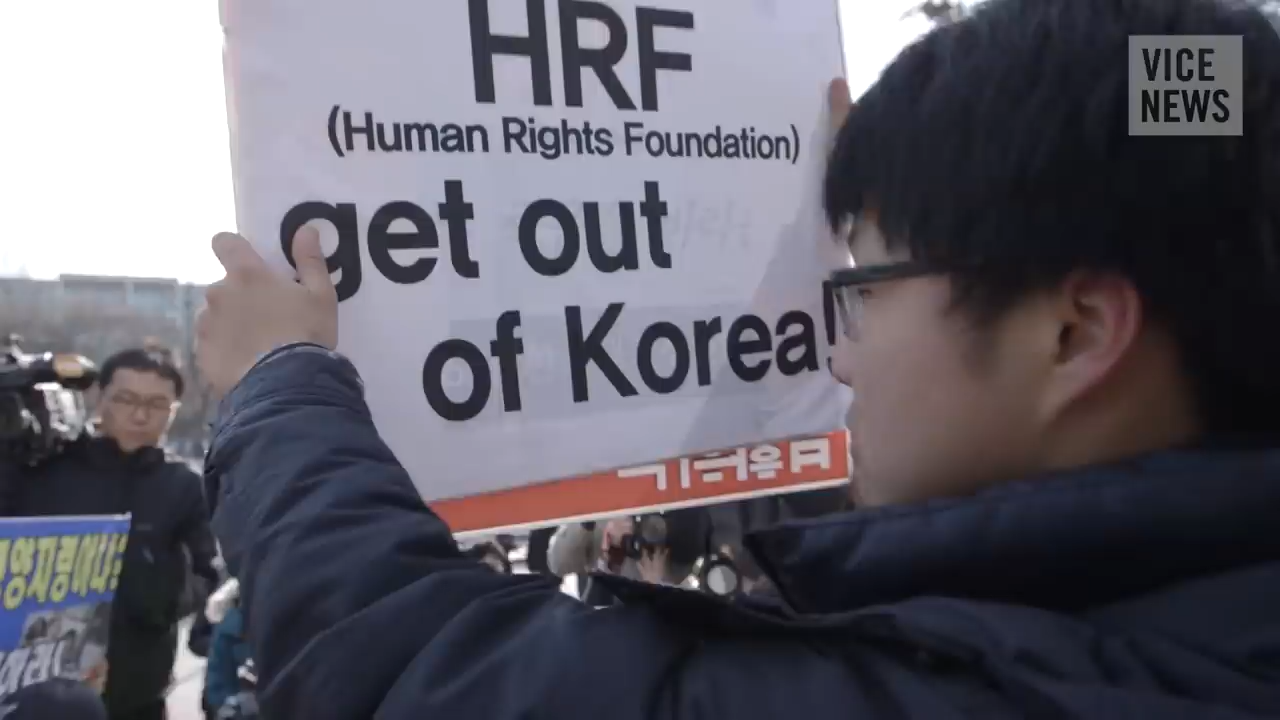 HRF
(Human Rights Foundation)
get out
of Korea!
VICE
NEWS